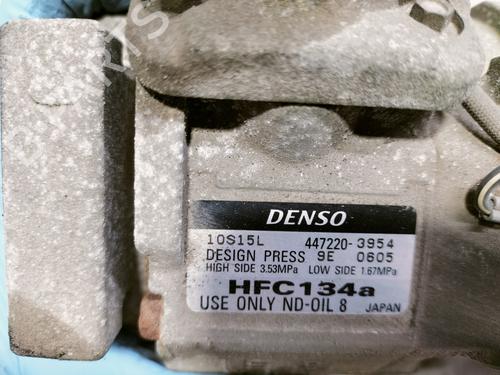 DENSO
10S15L 447220-3954
DESIGN PRESS 9E 0605
HIGH SIDE 3.53MPa LOW SIDE 1.67MPa
HFC134a
USE ONLY ND-OIL 8 JAPAN